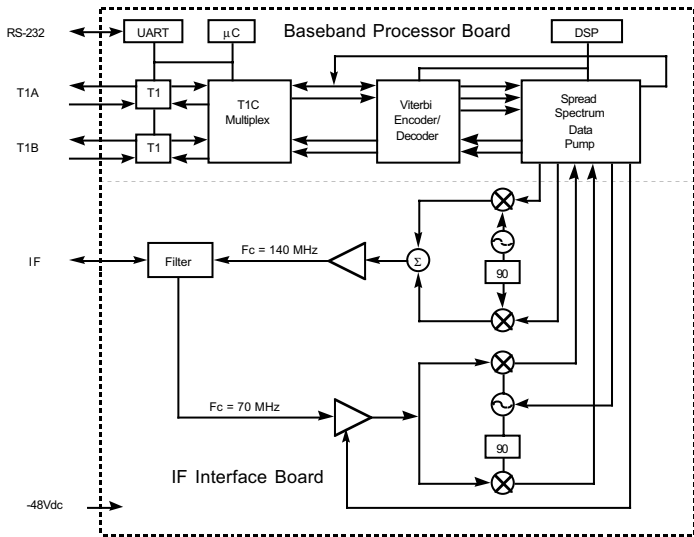 Baseband Processor Board
RS-232
UART
µC
DSP
T1A
T1
T1C
Multiplex
Viterbi
Encoder/
Decoder
Spread
Spectrum
Data
Pump
T1B
T1
IF
Filter
Fc = 140 MHz
Σ
90
Fc = 70 MHz
90
IF Interface Board
-48Vdc